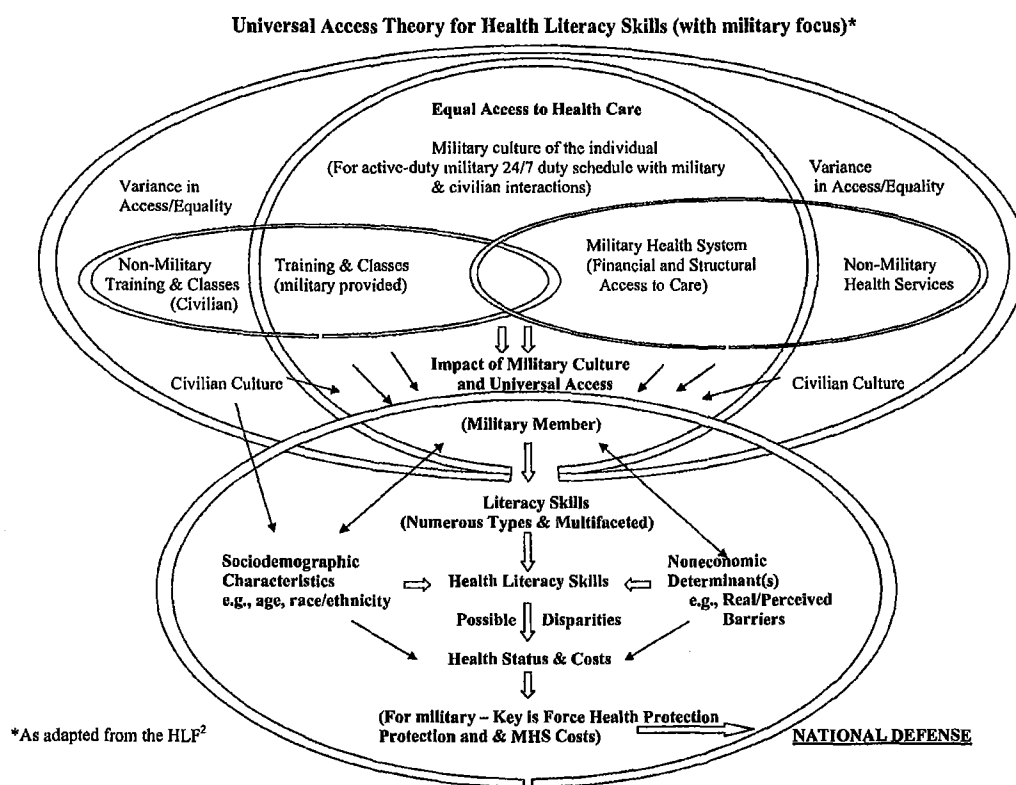 Universal Access Theory for Health Literacy Skills (with military focus)*
Equal Access to Health Care
Military culture of the individual
(For active-duty military 24/7 duty schedule with military
& civilian interactions)
Variance in
Access/Equality
Variance
in Access/Equality
Non-Military
Training & Classes
(Civilian)
Training & Classes
(military provided)
Military Health System
(Financial and Structural
Access to Care)
Non-Military
Health Services
Impact of Military Culture
and Universal Access
Civilian Culture
Civilian Culture
(Military Member)
Literacy Skills
(Numerous Types & Multifaceted)
Sociodemographic
Characteristics
e.g., age, race/ethnicity
Health Literacy Skills
Noneconomic
Determinant(s)
e.g., Real/Perceived
Barriers
Possible Disparities
Health Status & Costs
(For military – Key is Force Health Protection
Protection and & MHS Costs)
*As adapted from the HLF²
NATIONAL DEFENSE